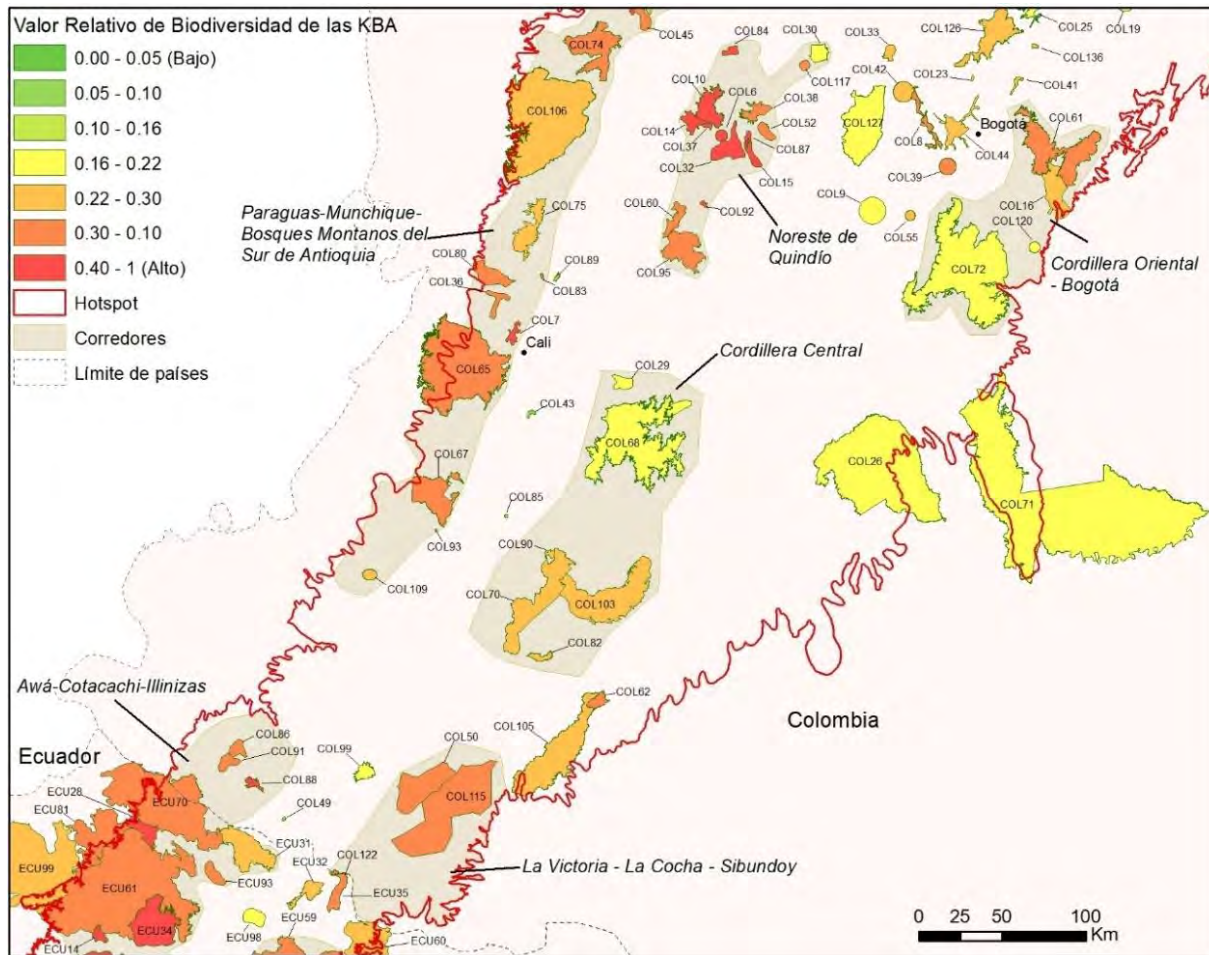 Valor Relativo de Biodiversidad de las KBA
0.00 - 0.05 (Bajo)
0.05 - 0.10
0.10 - 0.16
0.16 - 0.22
0.22 - 0.30
0.30 - 0.10
0.40 - 1 (Alto)
Hotspot
Corredores
Límite de países
COL74
COL45
COL84
COL30
COL33
COL126
COL25
COL19
COL136
COL117
COL10
COL6
COL42
COL23
COL41
COL106
COL38
COL127
COL61
COL14
COL52
COL8
Bogotá
COL37
COL87
COL44
COL32
COL15
COL39
COL9
COL16
COL75
COL60
COL92
COL55
COL120
Paraguas-Munchique-
Bosques Montanos del
Sur de Antioquia
Noreste de
Quindío
Cordillera Oriental
- Bogotá
COL80
COL89
COL95
COL36
COL83
COL72
COL7
Cali
COL65
Cordillera Central
COL29
COL43
COL68
COL67
COL26
COL71
COL85
COL93
COL90
COL109
COL70
COL103
COL82
Awá-Cotacachi-Illinizas
COL62
COL105
Colombia
COL86
COL50
COL91
COL99
Ecuador
COL88
COL115
ECU28
ECU70
ECU81
COL49
ECU31
COL122
ECU32
ECU99
La Victoria - La Cocha - Sibundoy
ECU61
ECU93
ECU35
ECU59
ECU34
ECU98
ECU14
ECU60
0 25 50 100
Km